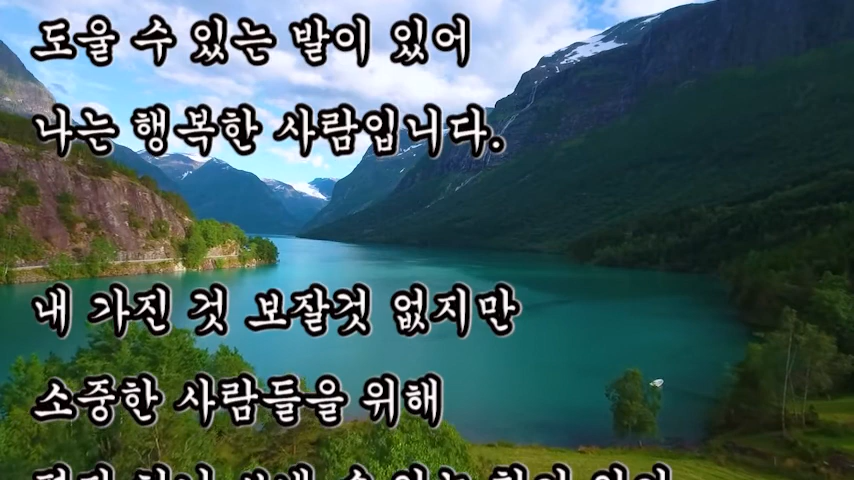 도울 수 있는 발이 있어
나는 행복한 사람입니다.
내 가진 것 보잘것 없지만
소중한 사람들을 위해